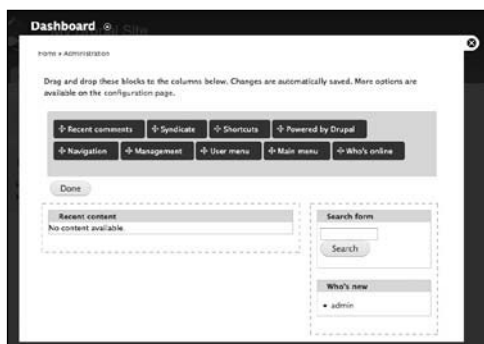 Dashboard
Home » Administration
Drag and drop these blocks to the columns below. Changes are automatically saved. More options are
available on the configuration page.
Recent comments Syndicate Shortcuts Powered by Drupal
Navigation Management User menu Main menu Who's online
Done
Recent content
No content available.
Search form
Search
Who's new
• admin